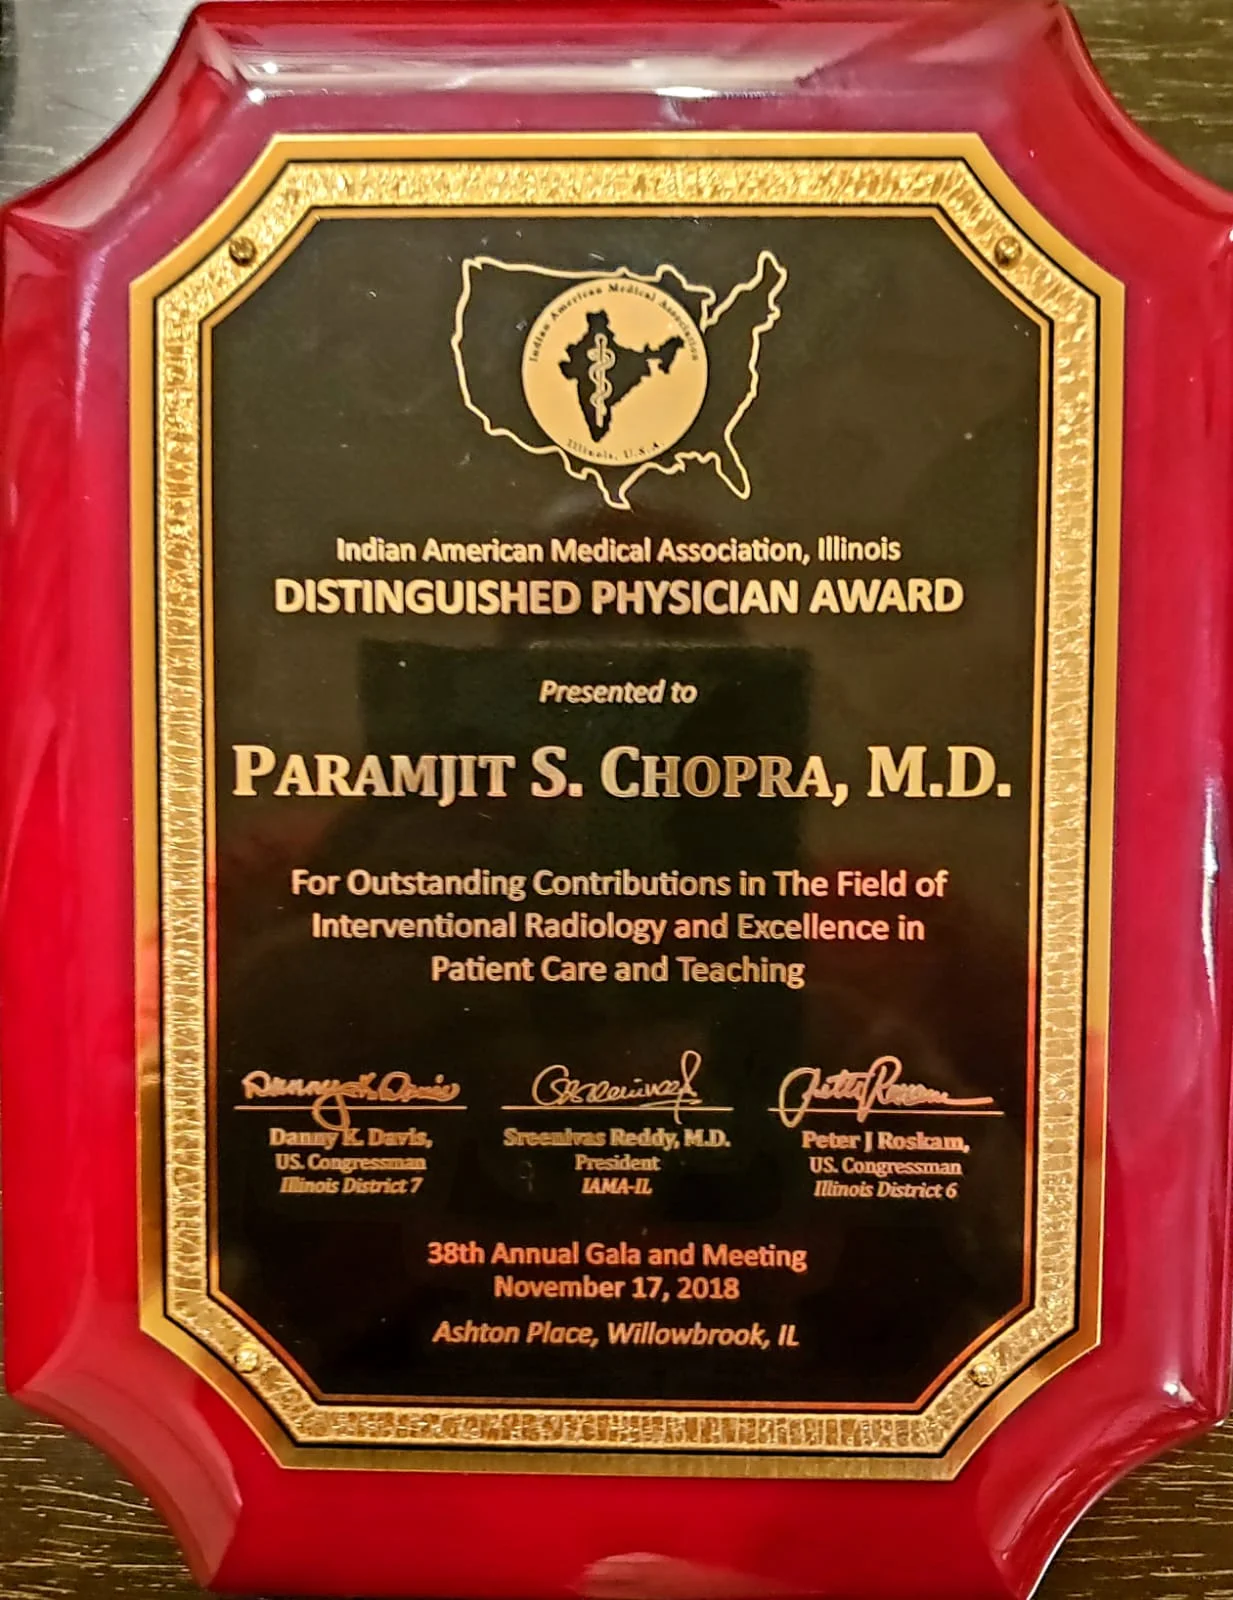 Indian American Medical Association
Illinois, U.S.A.
Indian American Medical Association, Illinois
DISTINGUISHED PHYSICIAN AWARD
Presented to
PARAMJIT S. CHOPRA, M.D.
For Outstanding Contributions in The Field of
Interventional Radiology and Excellence in
Patient Care and Teaching
Danny K. Davis,
US. Congressman
Illinois District 7
Sreenivas Reddy, M.D.
President
IAMA-IL
Peter J Roskam,
US. Congressman
Illinois District 6
38th Annual Gala and Meeting
November 17, 2018
Ashton Place, Willowbrook, IL